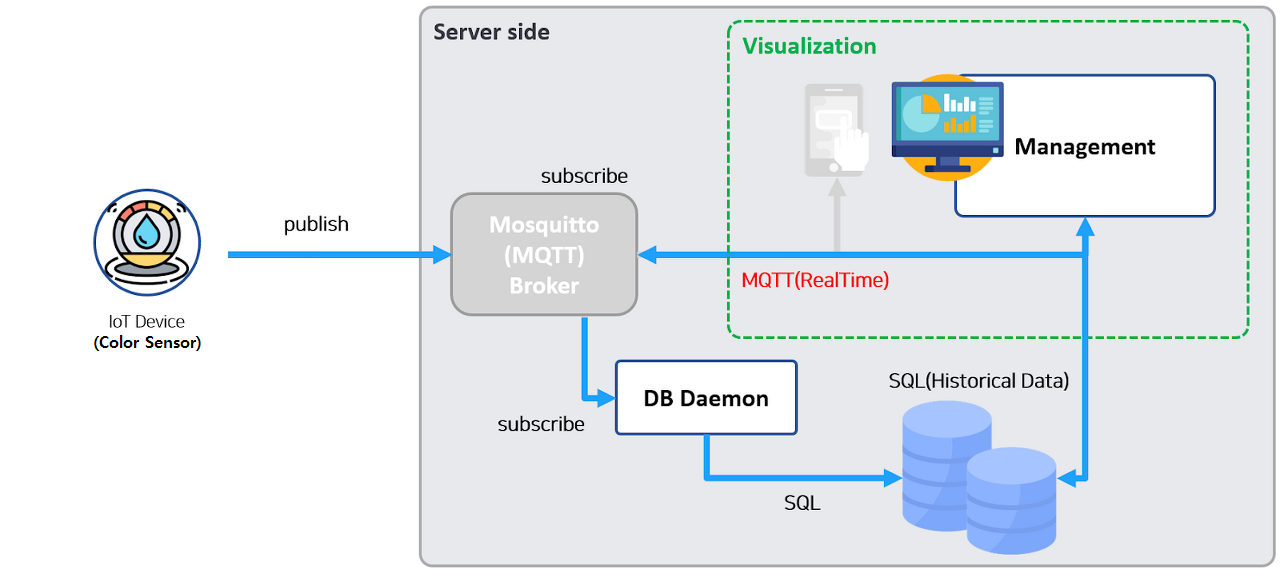 Server side
Visualization
Management
subscribe
publish
Mosquitto
(MQTT)
Broker
MQTT(RealTime)
IoT Device
(Color Sensor)
SQL(Historical Data)
DB Daemon
subscribe
SQL